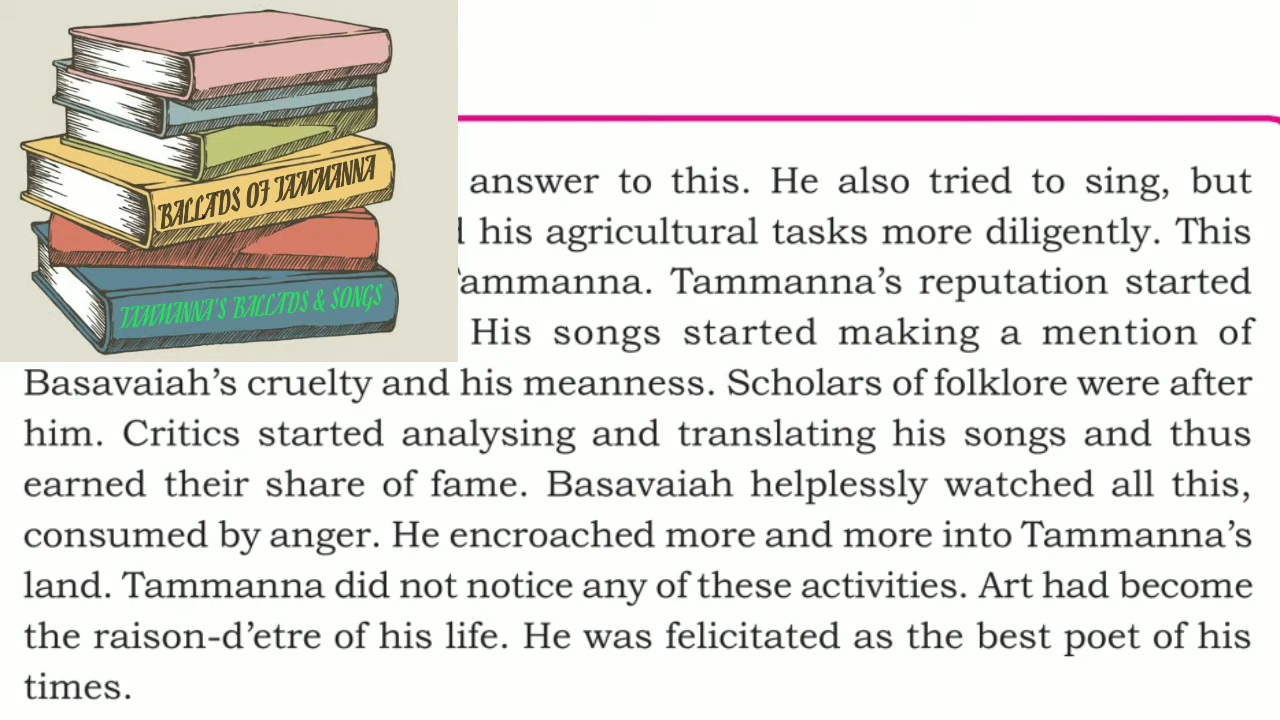 BALLADS OF TAMMANNA
TAMMANNA'S BALLADS & SONGS
answer to this. He also tried to sing, but
his agricultural tasks more diligently. This
Tammanna’s reputation started
His songs started making a mention of
Basavaiah’s cruelty and his meanness. Scholars of folklore were after
him. Critics started analysing and translating his songs and thus
earned their share of fame. Basavaiah helplessly watched all this,
consumed by anger. He encroached more and more into Tammanna’s
land. Tammanna did not notice any of these activities. Art had become
the raison-d’etre of his life. He was felicitated as the best poet of his
times.